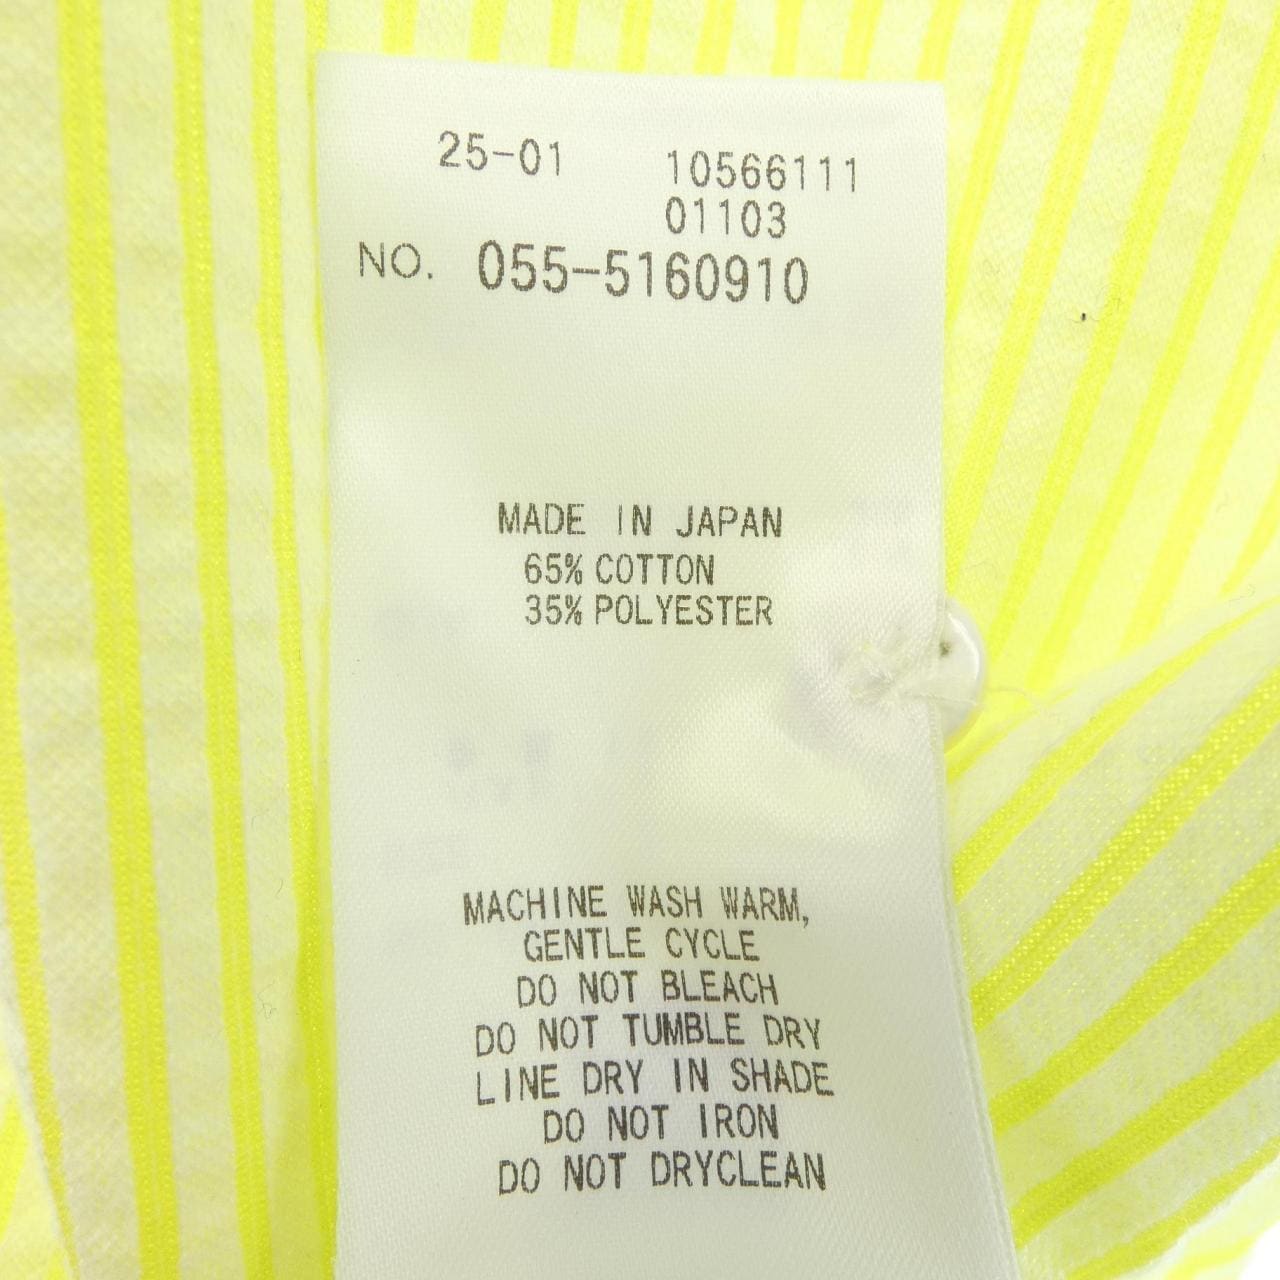 25-01 10566111
01103
NO. 055-5160910
MADE IN JAPAN
65% COTTON
35% POLYESTER
MACHINE WASH WARM,
GENTLE CYCLE
DO NOT BLEACH
DO NOT TUMBLE DRY
LINE DRY IN SHADE
DO NOT IRON
DO NOT DRYCLEAN